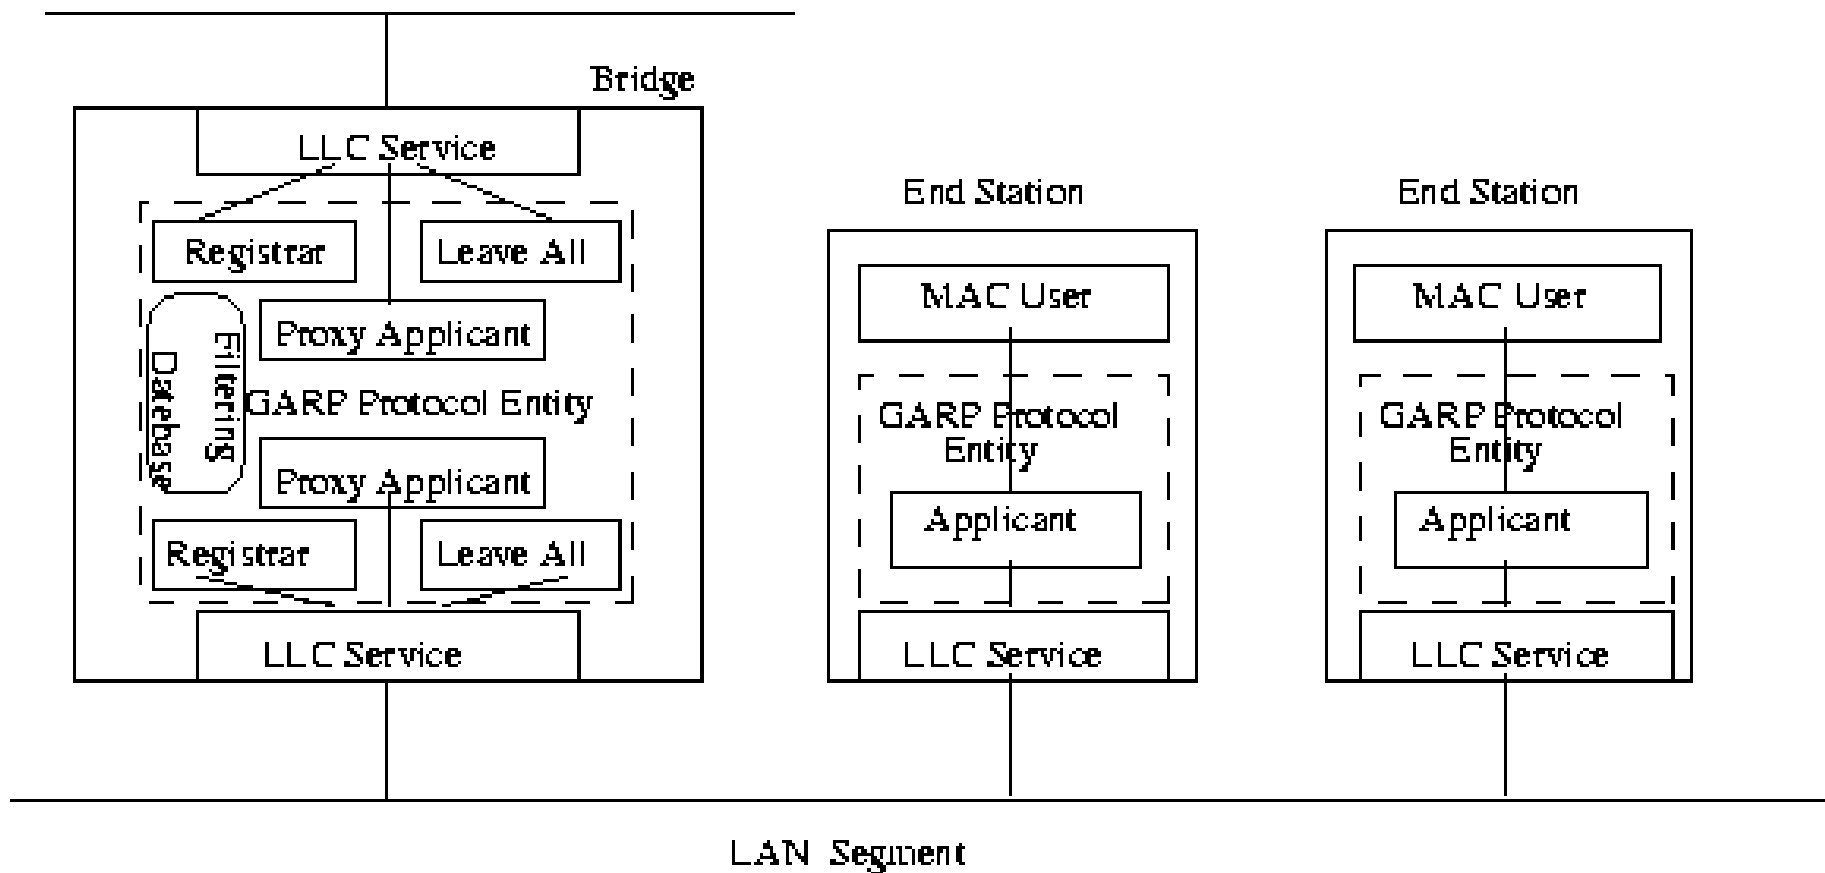 Bridge
LLC Service
Registrar
Leave All
Proxy Applicant
Filtering
Datebase
GARP Protocol Entity
Proxy Applicant
Registrar
Leave All
LLC Service
End Station
MAC User
GARP Protocol
Entity
Applicant
LLC Service
End Station
MAC User
GARP Protocol
Entity
Applicant
LLC Service
LAN Segment